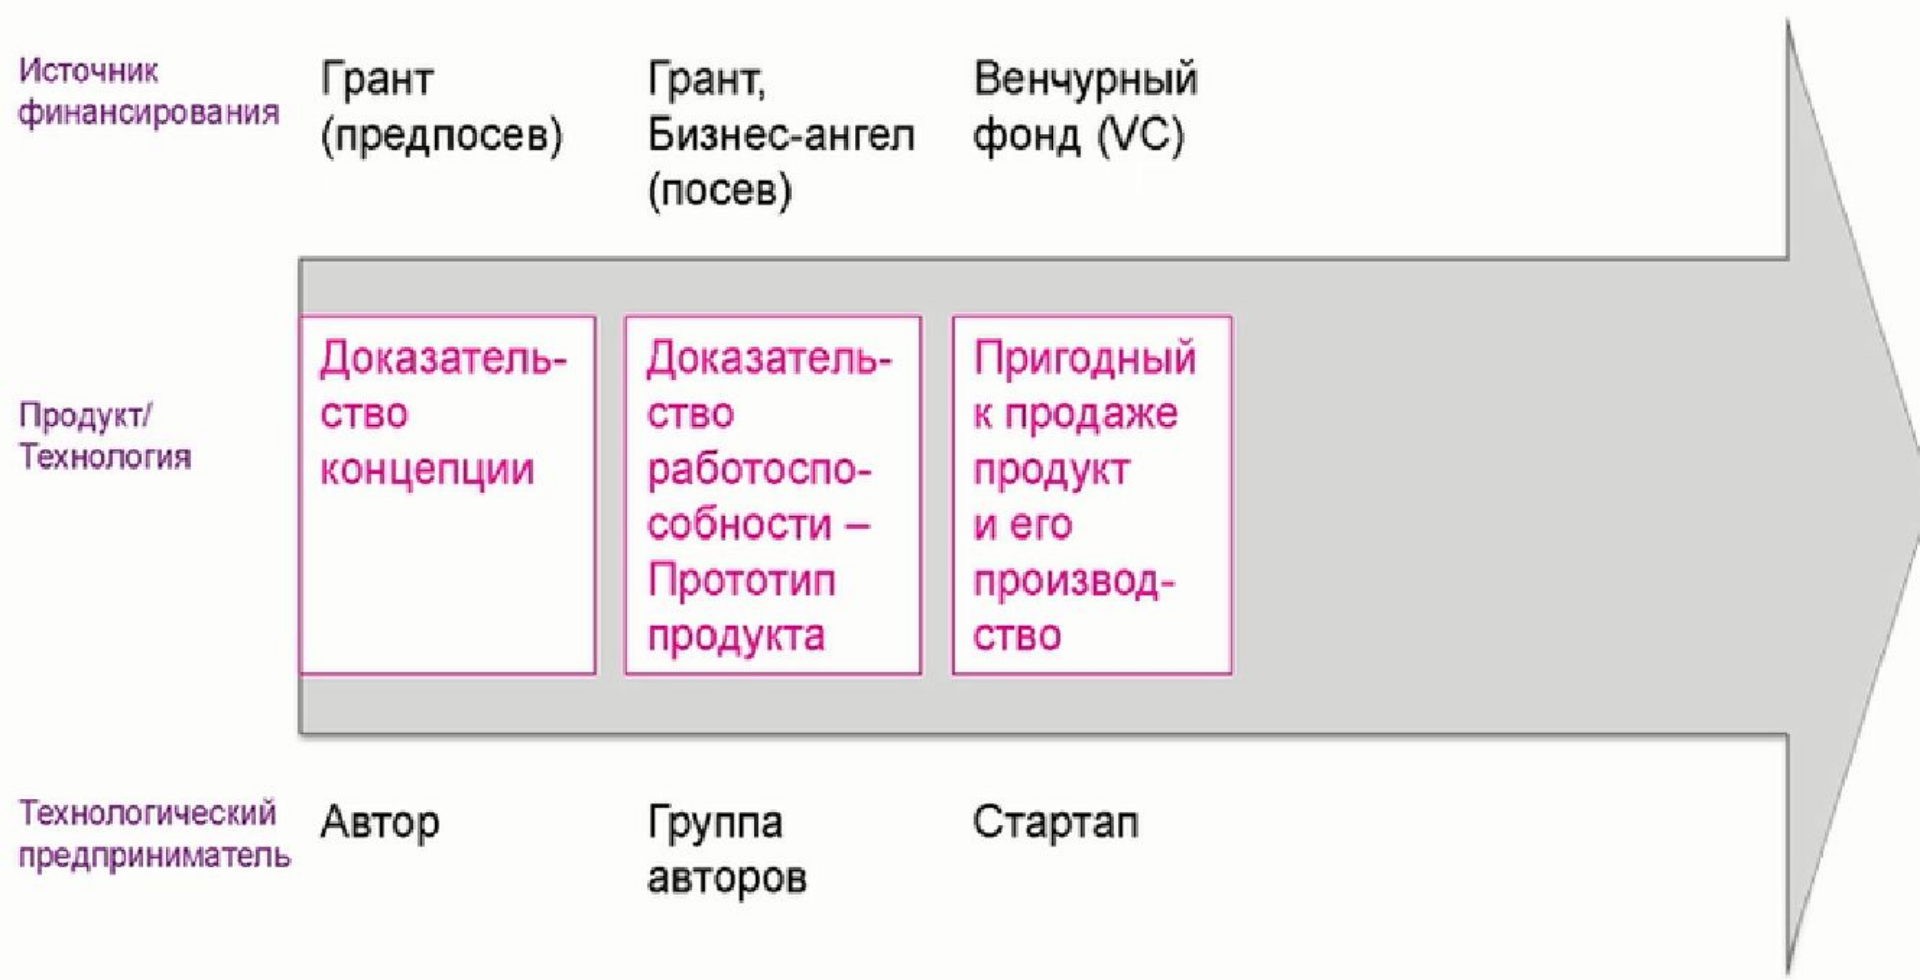 Источник
финансирования
Грант
(предпосев)
Грант,
Бизнес-ангел
(посев)
Венчурный
фонд (VC)
Продукт/
Технология
Доказатель-
ство
концепции
Доказатель-
ство
работоспо-
собности –
Прототип
продукта
Пригодный
к продаже
продукт
и его
производ-
ство
Технологический
предприниматель
Автор
Группа
авторов
Стартап